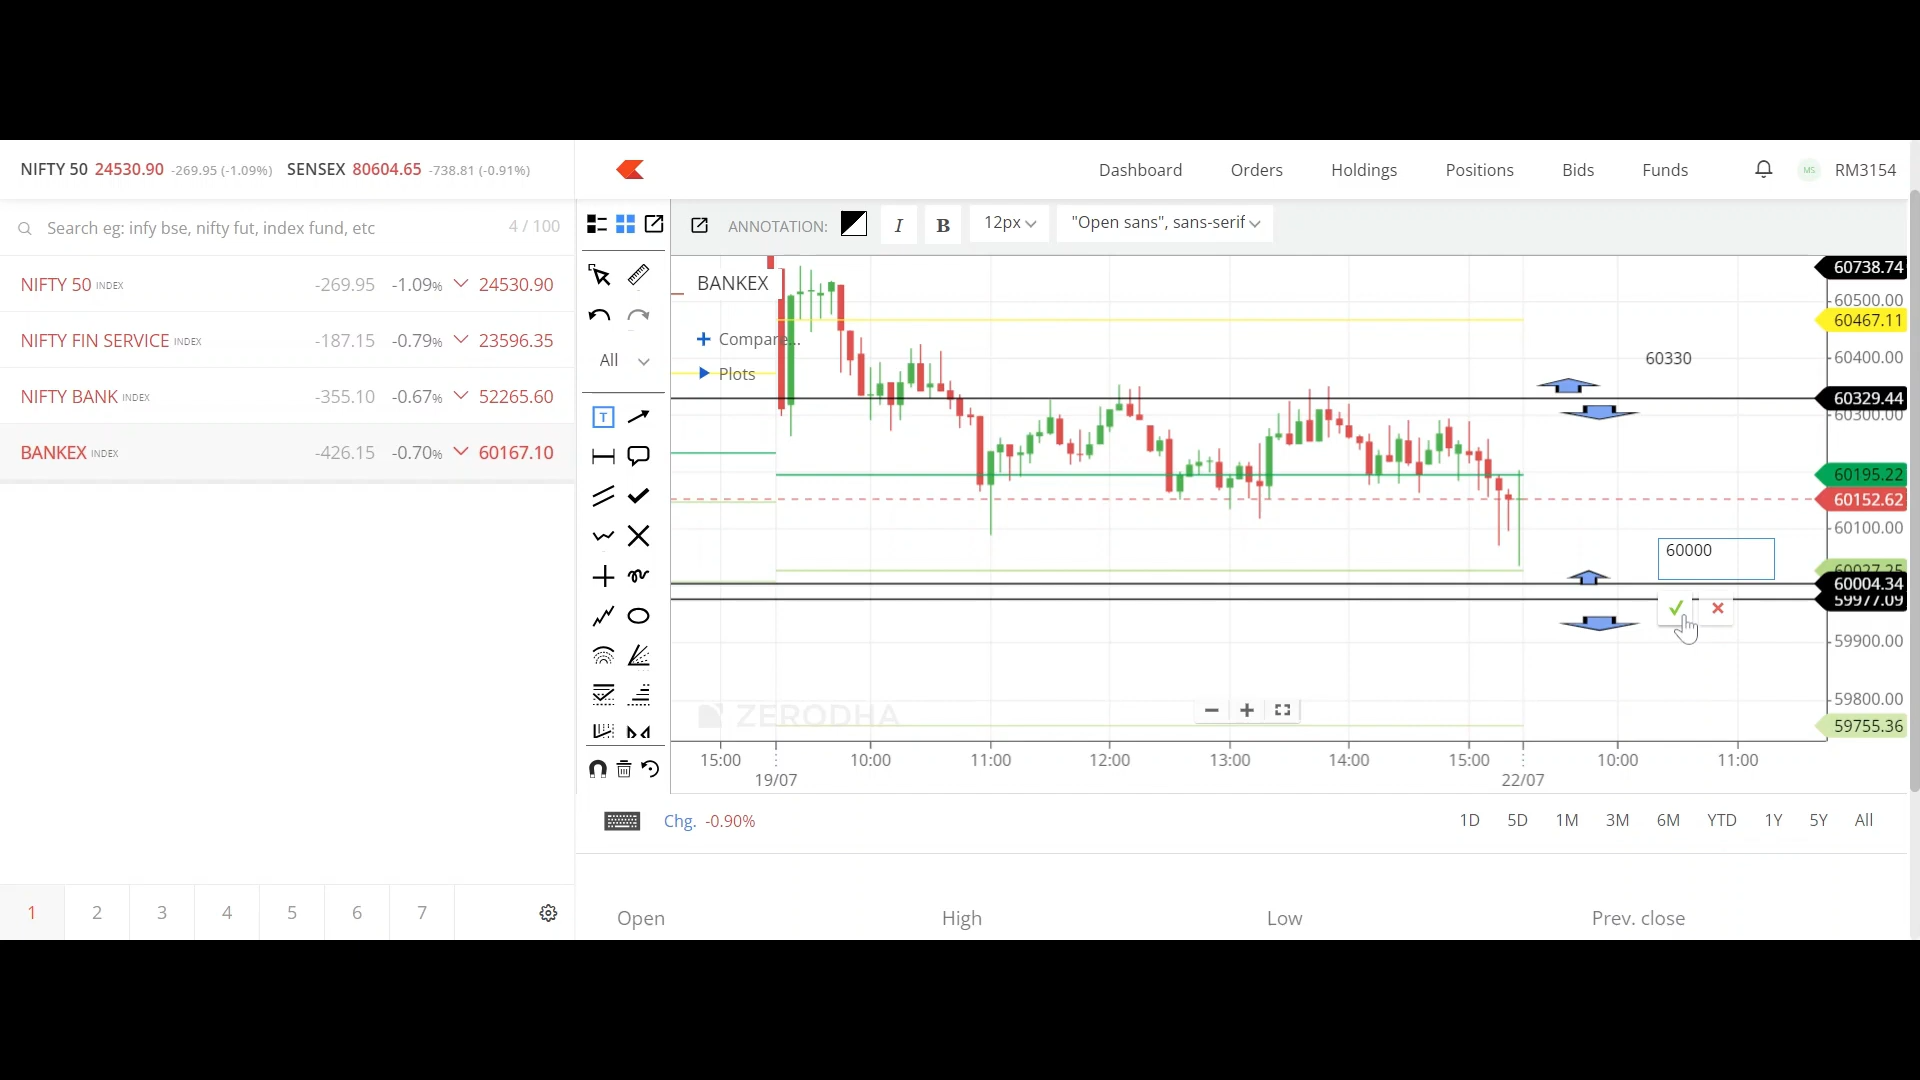 NIFTY 50 24530.90 -269.95 (-1.09%) SENSEX 80604.65 -738.81 (-0.91%)
Dashboard Orders Holdings Positions Bids Funds MS RM3154
Search eg: infy bse, nifty fut, index fund, etc 4 / 100
NIFTY 50 INDEX -269.95 -1.09% 24530.90
NIFTY FIN SERVICE INDEX -187.15 -0.79% 23596.35
NIFTY BANK INDEX -355.10 -0.67% 52265.60
BANKEX INDEX -426.15 -0.70% 60167.10
1 2 3 4 5 6 7
ANNOTATION: I B 12px "Open sans", sans-serif
All
T
BANKEX
Compare...
Plots
60330
60000
60738.74
60500.00
60467.11
60400.00
60329.44
60300.00
60195.22
60152.62
60100.00
60027.25
60004.34
59977.09
59900.00
59800.00
59755.36
ZERODHA
15:00 10:00 11:00 12:00 13:00 14:00 15:00 10:00 11:00
19/07 22/07
Chg. -0.90% 1D 5D 1M 3M 6M YTD 1Y 5Y All
Open High Low Prev. close